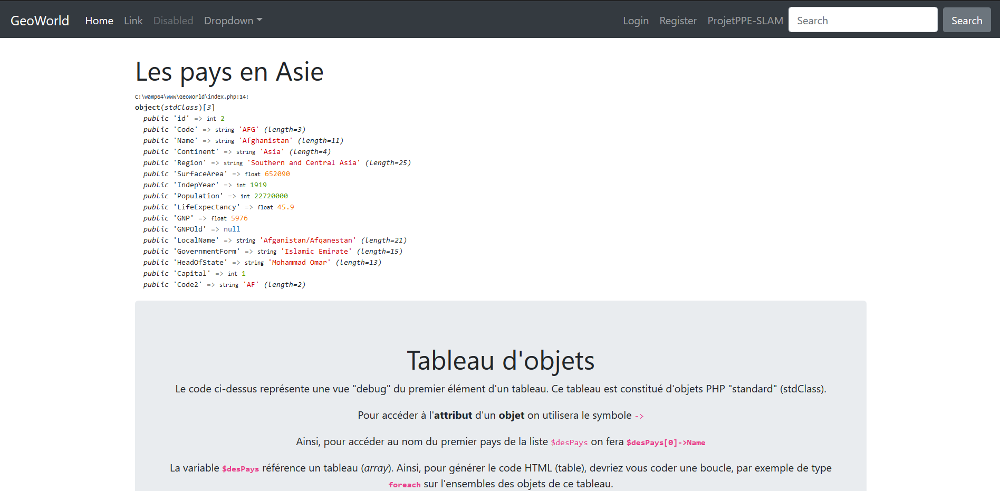 GeoWorld Home Link Disabled Dropdown Login Register ProjetPPE-SLAM Search Search
Les pays en Asie
C:\wamp64\www\GeoWorld\index.php:14:
object(stdClass)[3]
public 'id' => int 2
public 'Code' => string 'AFG' (length=3)
public 'Name' => string 'Afghanistan' (length=11)
public 'Continent' => string 'Asia' (length=4)
public 'Region' => string 'Southern and Central Asia' (length=25)
public 'SurfaceArea' => float 652090
public 'IndepYear' => int 1919
public 'Population' => int 22720000
public 'LifeExpectancy' => float 45.9
public 'GNP' => float 5976
public 'GNPOld' => null
public 'LocalName' => string 'Afganistan/Afqanestan' (length=21)
public 'GovernmentForm' => string 'Islamic Emirate' (length=15)
public 'HeadOfState' => string 'Mohammad Omar' (length=13)
public 'Capital' => int 1
public 'Code2' => string 'AF' (length=2)
Tableau d'objets
Le code ci-dessus représente une vue "debug" du premier élément d'un tableau. Ce tableau est constitué d'objets PHP "standard" (stdClass).
Pour accéder à l'attribut d'un objet on utilisera le symbole ->
Ainsi, pour accéder au nom du premier pays de la liste $desPays on fera $desPays[0]->Name
La variable $desPays référence un tableau (array). Ainsi, pour générer le code HTML (table), devriez vous coder une boucle, par exemple de type
foreach sur l'ensembles des objets de ce tableau.